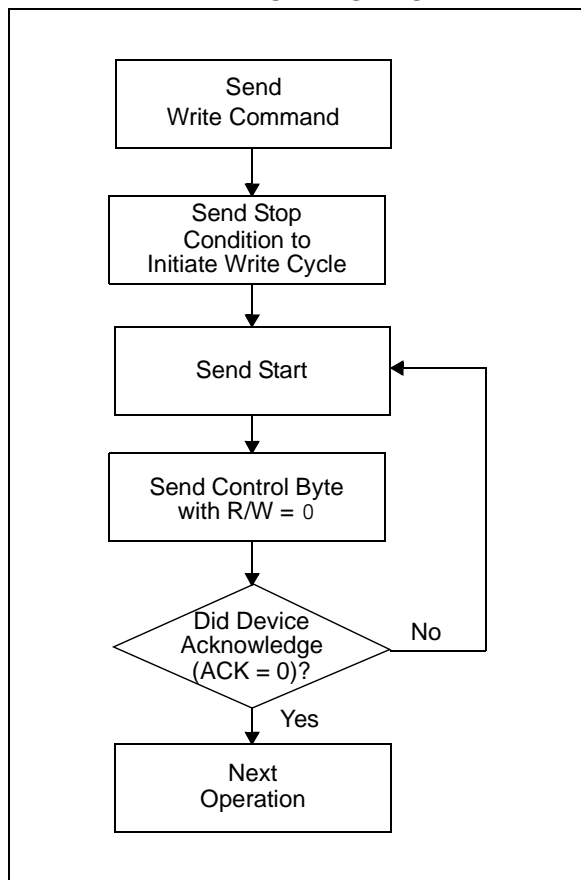 Send
Write Command
Send Stop
Condition to
Initiate Write Cycle
Send Start
Send Control Byte
with R/W = 0
Did Device
Acknowledge
(ACK = 0)?
No
Yes
Next
Operation